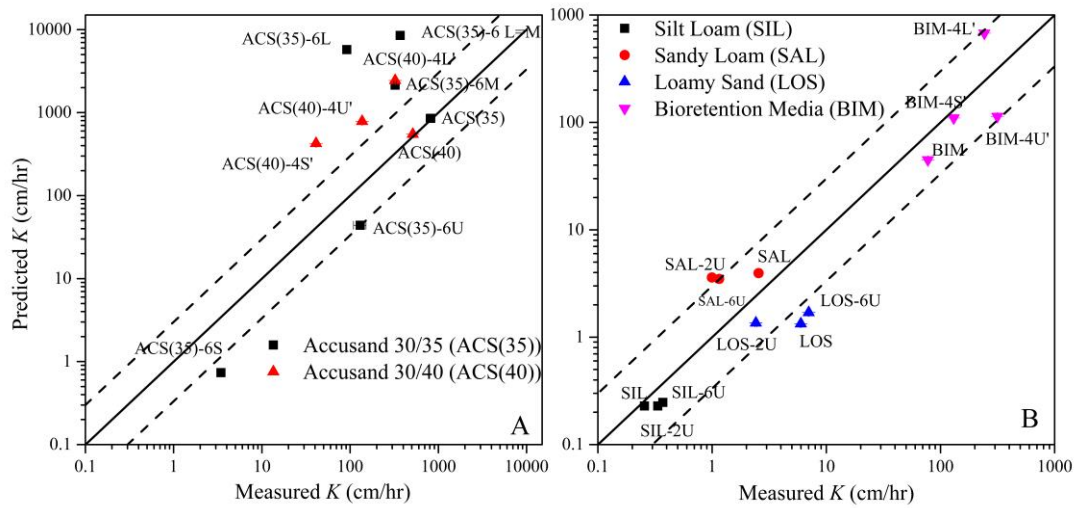 Predicted K (cm/hr)
10000
1000
100
10
1
0.1
ACS(35)-6L
ACS(35)-6 L=M
ACS(40)-4L
ACS(35)-6M
ACS(40)-4U'
ACS(35)
ACS(40)
ACS(40)-4S'
ACS(35)-6U
ACS(35)-6S
Accusand 30/35 (ACS(35))
Accusand 30/40 (ACS(40))
A
0.1 1 10 100 1000 10000
Measured K (cm/hr)
Predicted K (cm/hr)
1000
100
10
1
0.1
Silt Loam (SIL)
Sandy Loam (SAL)
Loamy Sand (LOS)
Bioretention Media (BIM)
BIM-4L'
BIM-4S'
BIM-4U'
BIM
SAL-2U
SAL
SAL-6U
LOS-6U
LOS-2U
LOS
SIL
SIL-6U
SIL-2U
B
0.1 1 10 100 1000
Measured K (cm/hr)